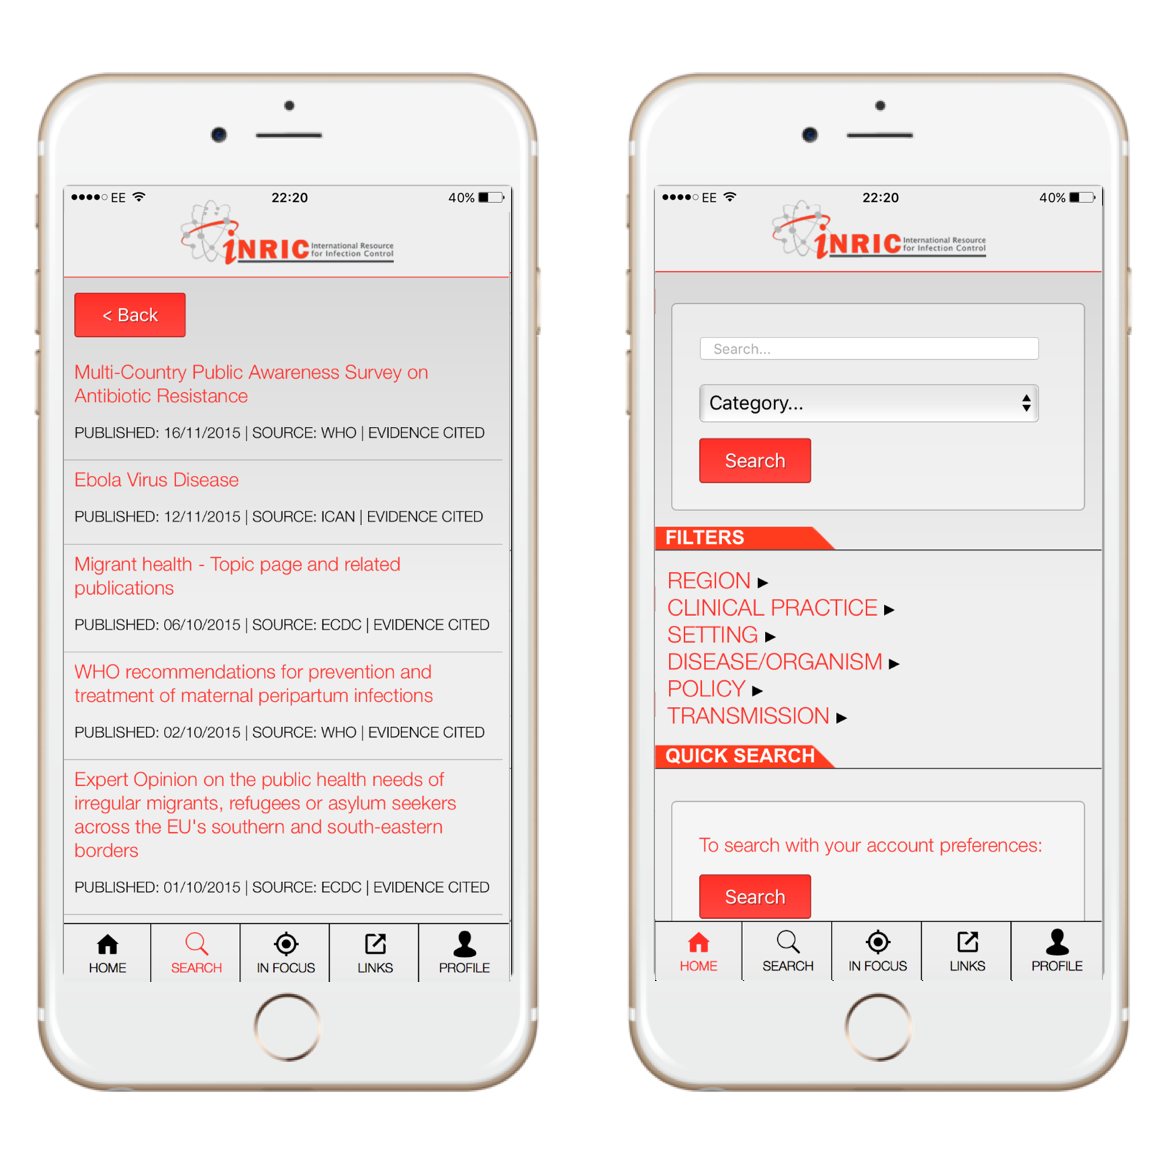 EE
22:20
40%
iNRIC International Resource
for Infection Control
< Back
Multi-Country Public Awareness Survey on
Antibiotic Resistance
PUBLISHED: 16/11/2015 | SOURCE: WHO | EVIDENCE CITED
Ebola Virus Disease
PUBLISHED: 12/11/2015 | SOURCE: ICAN | EVIDENCE CITED
Migrant health - Topic page and related
publications
PUBLISHED: 06/10/2015 | SOURCE: ECDC | EVIDENCE CITED
WHO recommendations for prevention and
treatment of maternal peripartum infections
PUBLISHED: 02/10/2015 | SOURCE: WHO | EVIDENCE CITED
Expert Opinion on the public health needs of
irregular migrants, refugees or asylum seekers
across the EU's southern and south-eastern
borders
PUBLISHED: 01/10/2015 | SOURCE: ECDC | EVIDENCE CITED
HOME
SEARCH
IN FOCUS
LINKS
PROFILE
EE
22:20
40%
iNRIC International Resource
for Infection Control
Search...
Category...
Search
FILTERS
REGION ▶
CLINICAL PRACTICE ▶
SETTING ▶
DISEASE/ORGANISM ▶
POLICY ▶
TRANSMISSION ▶
QUICK SEARCH
To search with your account preferences:
Search
HOME
SEARCH
IN FOCUS
LINKS
PROFILE